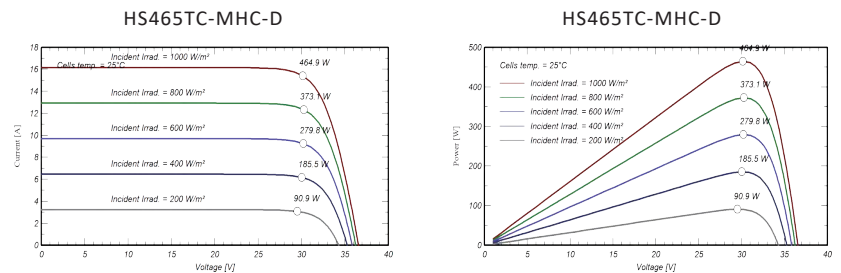 HS465TC-MHC-D
18
16
14
12
10
8
6
4
2
0
Current [A]
Incident Irrad. = 1000 W/m²
Cells temp. = 25°C
464.9 W
Incident Irrad. = 800 W/m²
373.1 W
Incident Irrad. = 600 W/m²
279.8 W
Incident Irrad. = 400 W/m²
185.5 W
Incident Irrad. = 200 W/m²
90.9 W
0 5 10 15 20 25 30 35 40
Voltage [V]
HS465TC-MHC-D
500
400
300
200
100
0
Power [W]
Cells temp. = 25°C
Incident Irrad. = 1000 W/m²
Incident Irrad. = 800 W/m²
Incident Irrad. = 600 W/m²
Incident Irrad. = 400 W/m²
Incident Irrad. = 200 W/m²
464.9 W
373.1 W
279.8 W
185.5 W
90.9 W
0 5 10 15 20 25 30 35 40
Voltage [V]